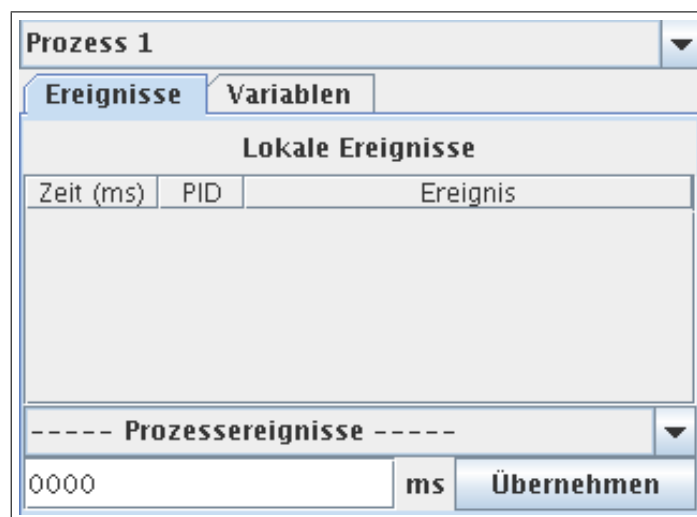 Prozess 1
Ereignisse Variablen
Lokale Ereignisse
Zeit (ms) PID Ereignis
----- Prozessereignisse -----
0000 ms Übernehmen